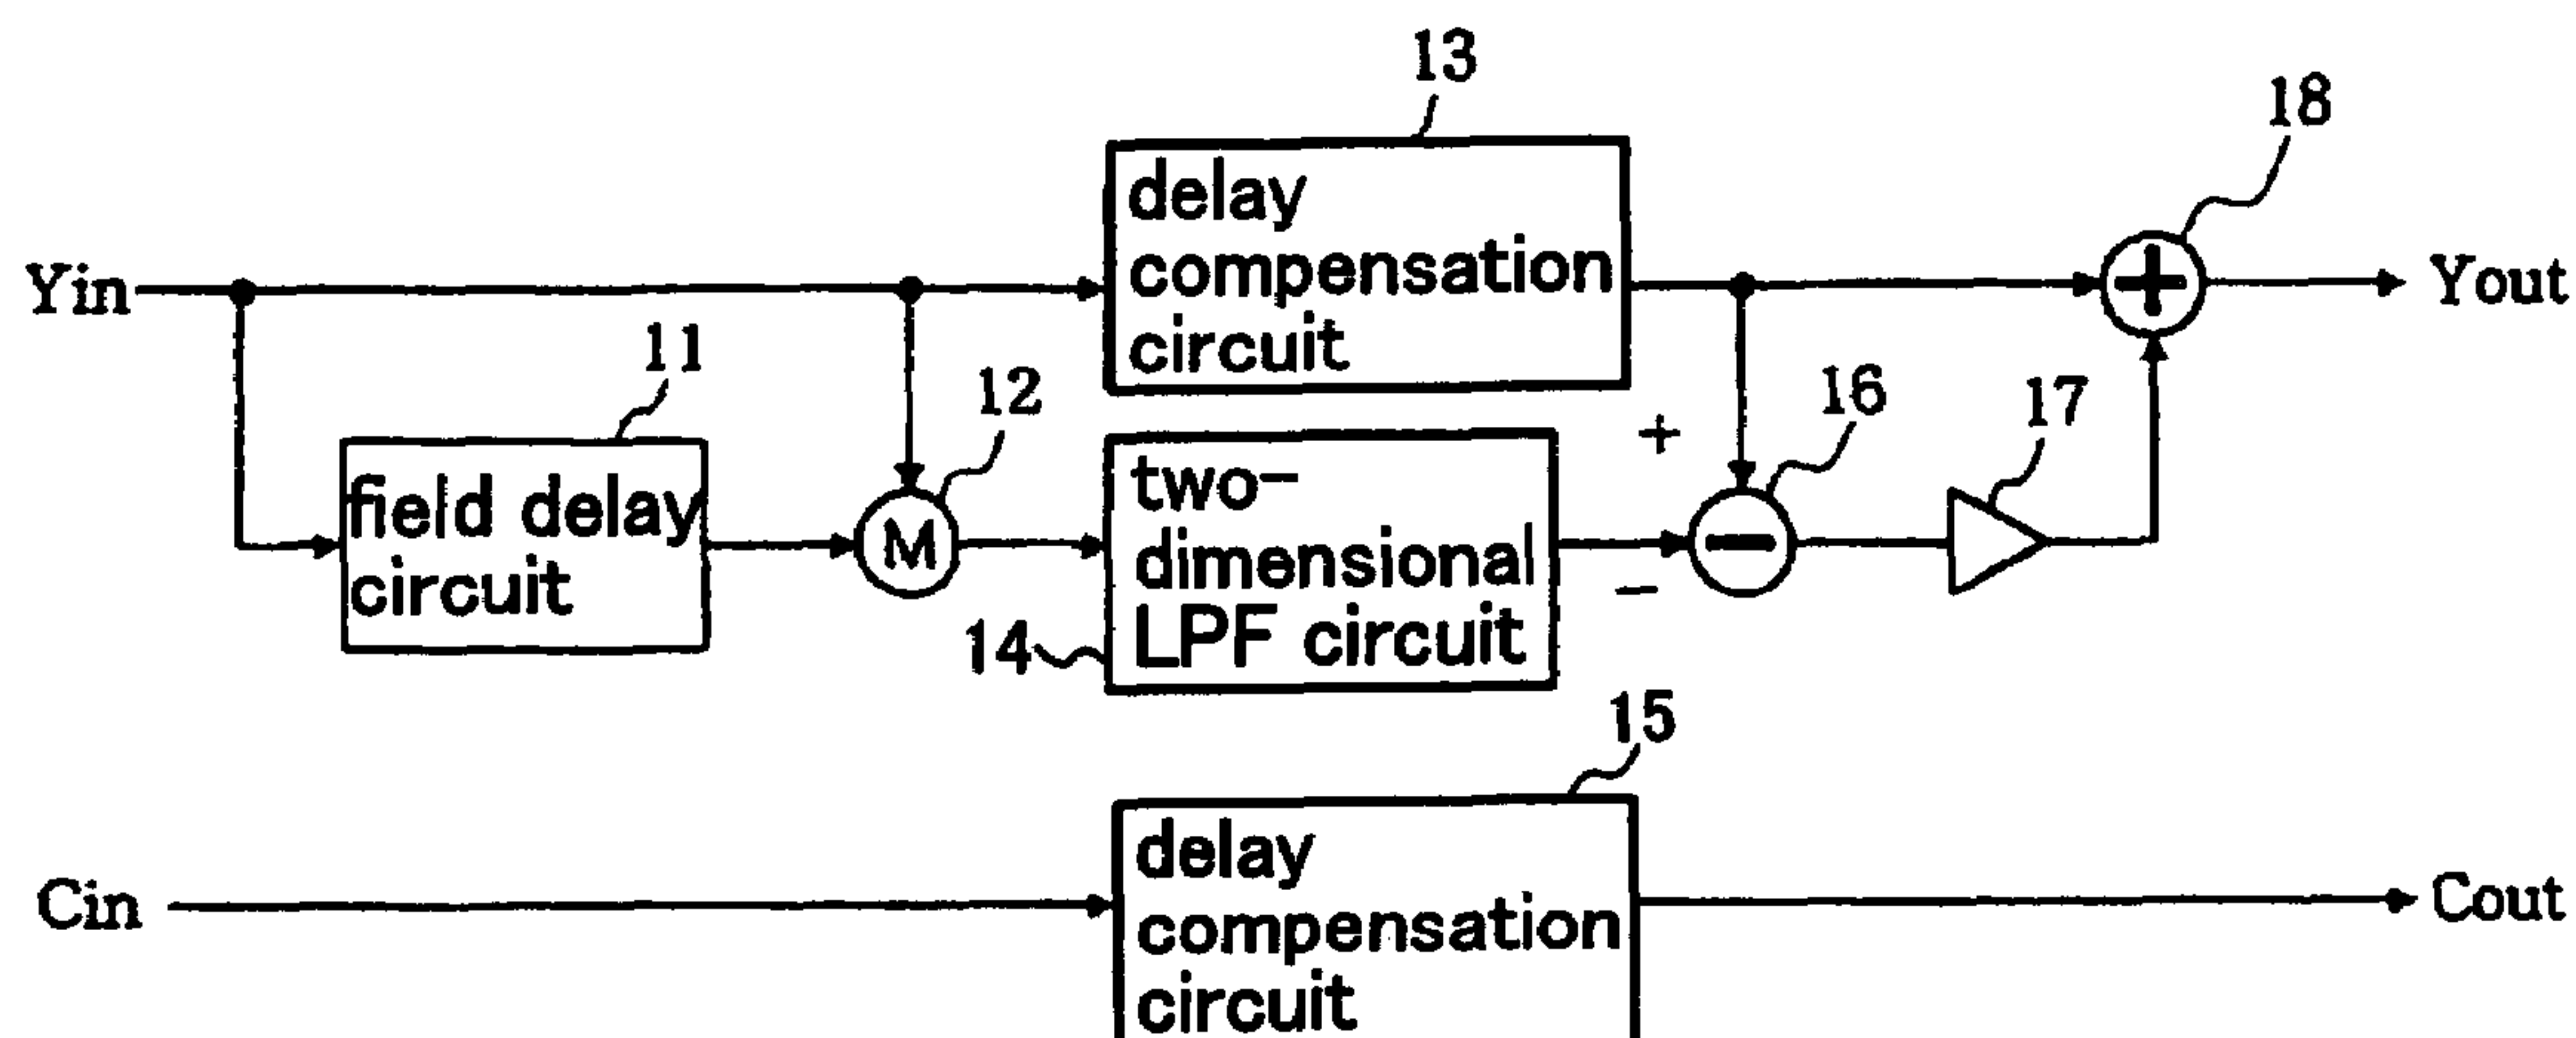 13
18
delay
compensation
circuit
Yin
Yout
11
12
16
17
+
+
field delay
circuit
M
two-
dimensional
LPF circuit
−
−
14
15
delay
compensation
circuit
Cin
Cout